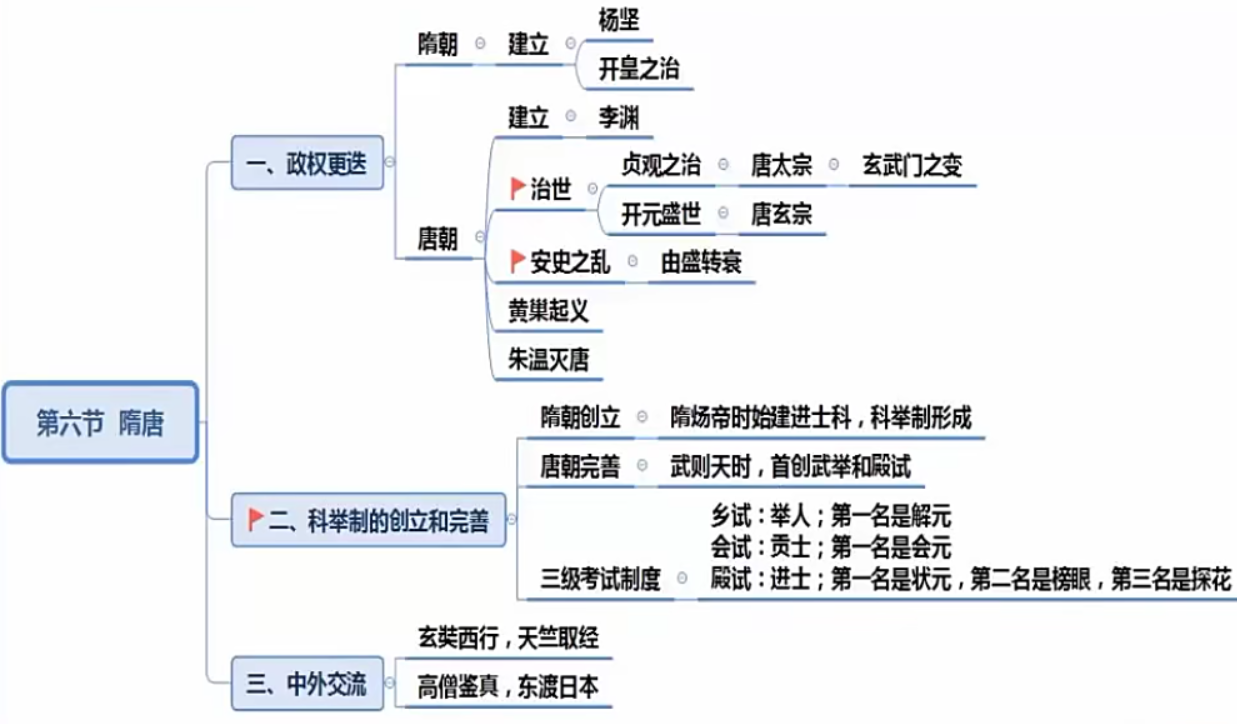 第六节 隋唐
一、政权更迭
隋朝
建立
杨坚
开皇之治
唐朝
建立
李渊
治世
贞观之治
唐太宗
玄武门之变
开元盛世
唐玄宗
安史之乱
由盛转衰
黄巢起义
朱温灭唐
二、科举制的创立和完善
隋朝创立
隋炀帝时始建进士科，科举制形成
唐朝完善
武则天时，首创武举和殿试
三级考试制度
乡试：举人；第一名是解元
会试：贡士；第一名是会元
殿试：进士；第一名是状元，第二名是榜眼，第三名是探花
三、中外交流
玄奘西行，天竺取经
高僧鉴真，东渡日本